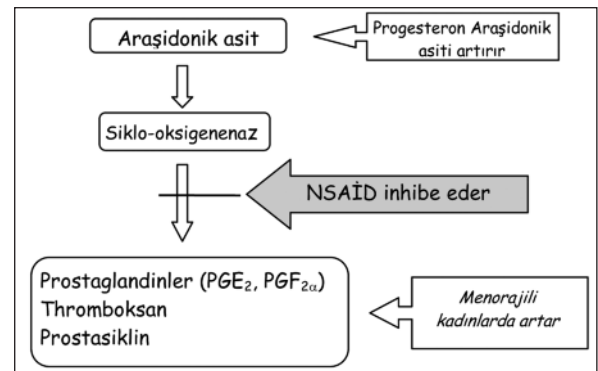 Araşidonik asit
Progesteron Araşidonik
asiti artırır
Siklo-oksigenenaz
NSAİD inhibe eder
Prostaglandinler (PGE₂, PGF₂α)
Thromboksan
Prostasiklin
Menorajili
kadınlarda artar